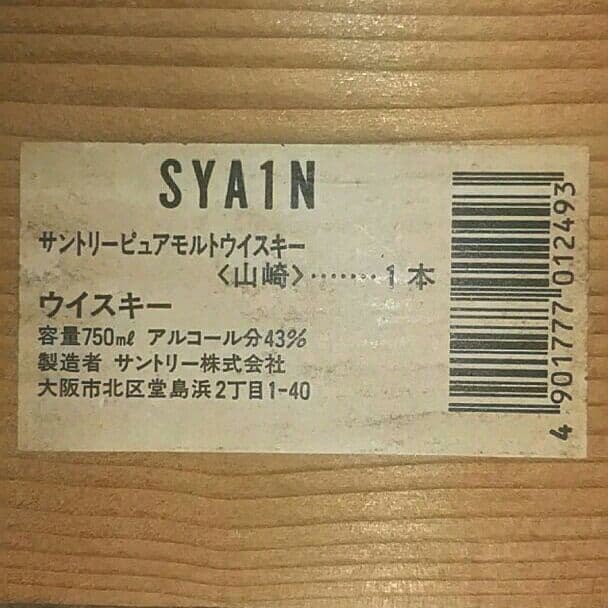 SYA1N
サントリーピュアモルトウイスキー
〈山崎〉‥‥‥‥1本
ウイスキー
容量750mℓ アルコール分43%
製造者 サントリー株式会社
大阪市北区堂島浜2丁目1-40
4 901777 012493